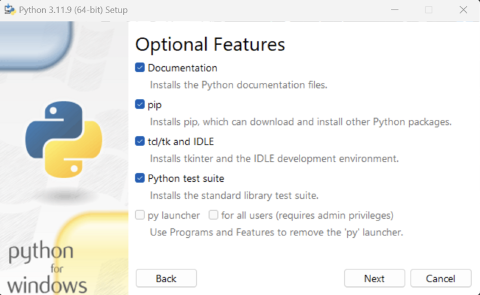 Python 3.11.9 (64-bit) Setup
Optional Features
Documentation
Installs the Python documentation files.
pip
Installs pip, which can download and install other Python packages.
tcl/tk and IDLE
Installs tkinter and the IDLE development environment.
Python test suite
Installs the standard library test suite.
py launcher for all users (requires admin privileges)
Use Programs and Features to remove the 'py' launcher.
python
for
windows
Back Next Cancel